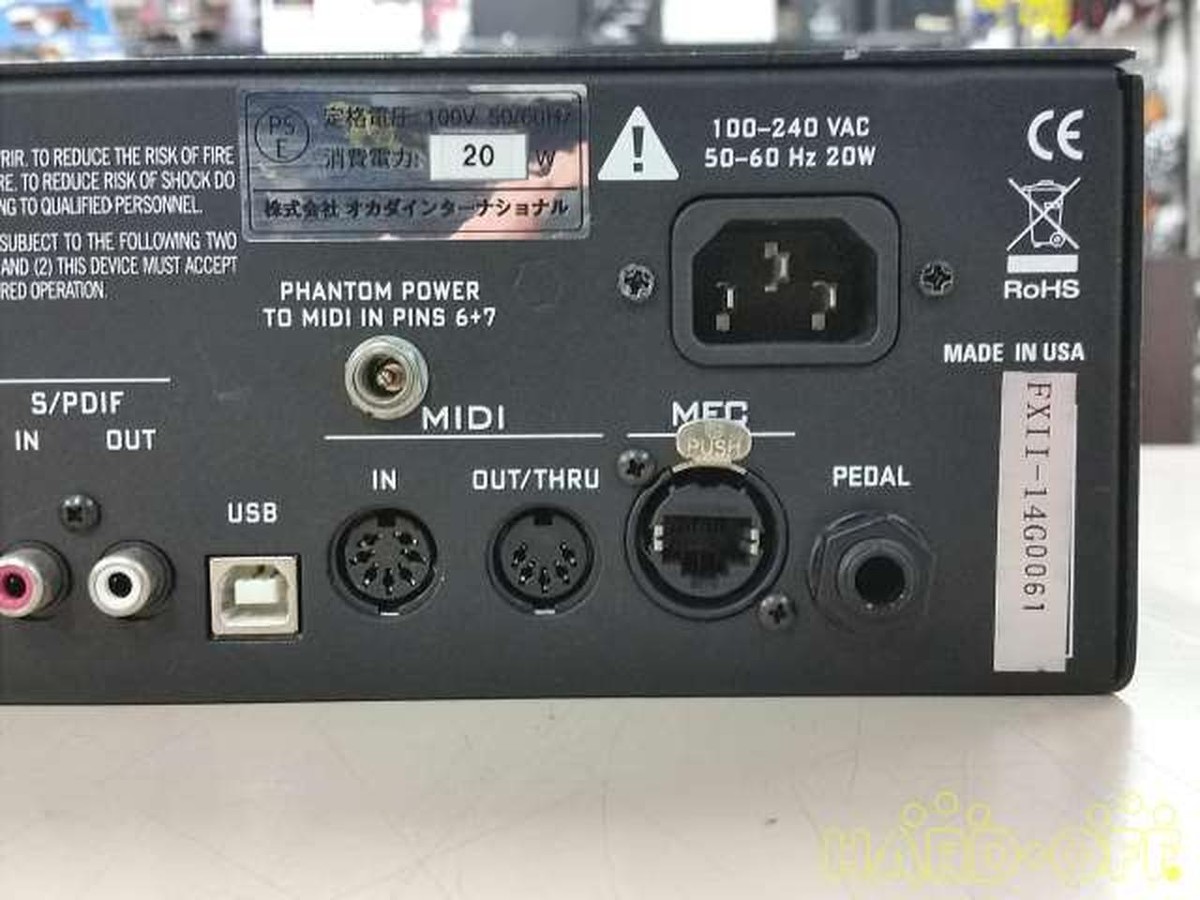 RIR. TO REDUCE THE RISK OF FIRE
RE. TO REDUCE RISK OF SHOCK DO
NG TO QUALIFIED PERSONNEL.
SUBJECT TO THE FOLLOWING TWO
AND (2) THIS DEVICE MUST ACCEPT
RED OPERATION.
PS
E
定格電圧: 100V 50/60Hz
消費電力: 20 W
株式会社 オカダインターナショナル
100-240 VAC
50-60 Hz 20W
CE
RoHS
MADE IN USA
FXII-14G0061
PHANTOM POWER
TO MIDI IN PINS 6+7
S/PDIF
IN OUT
USB
MIDI
IN OUT/THRU
MFC
PUSH
PEDAL
HARD・OFF